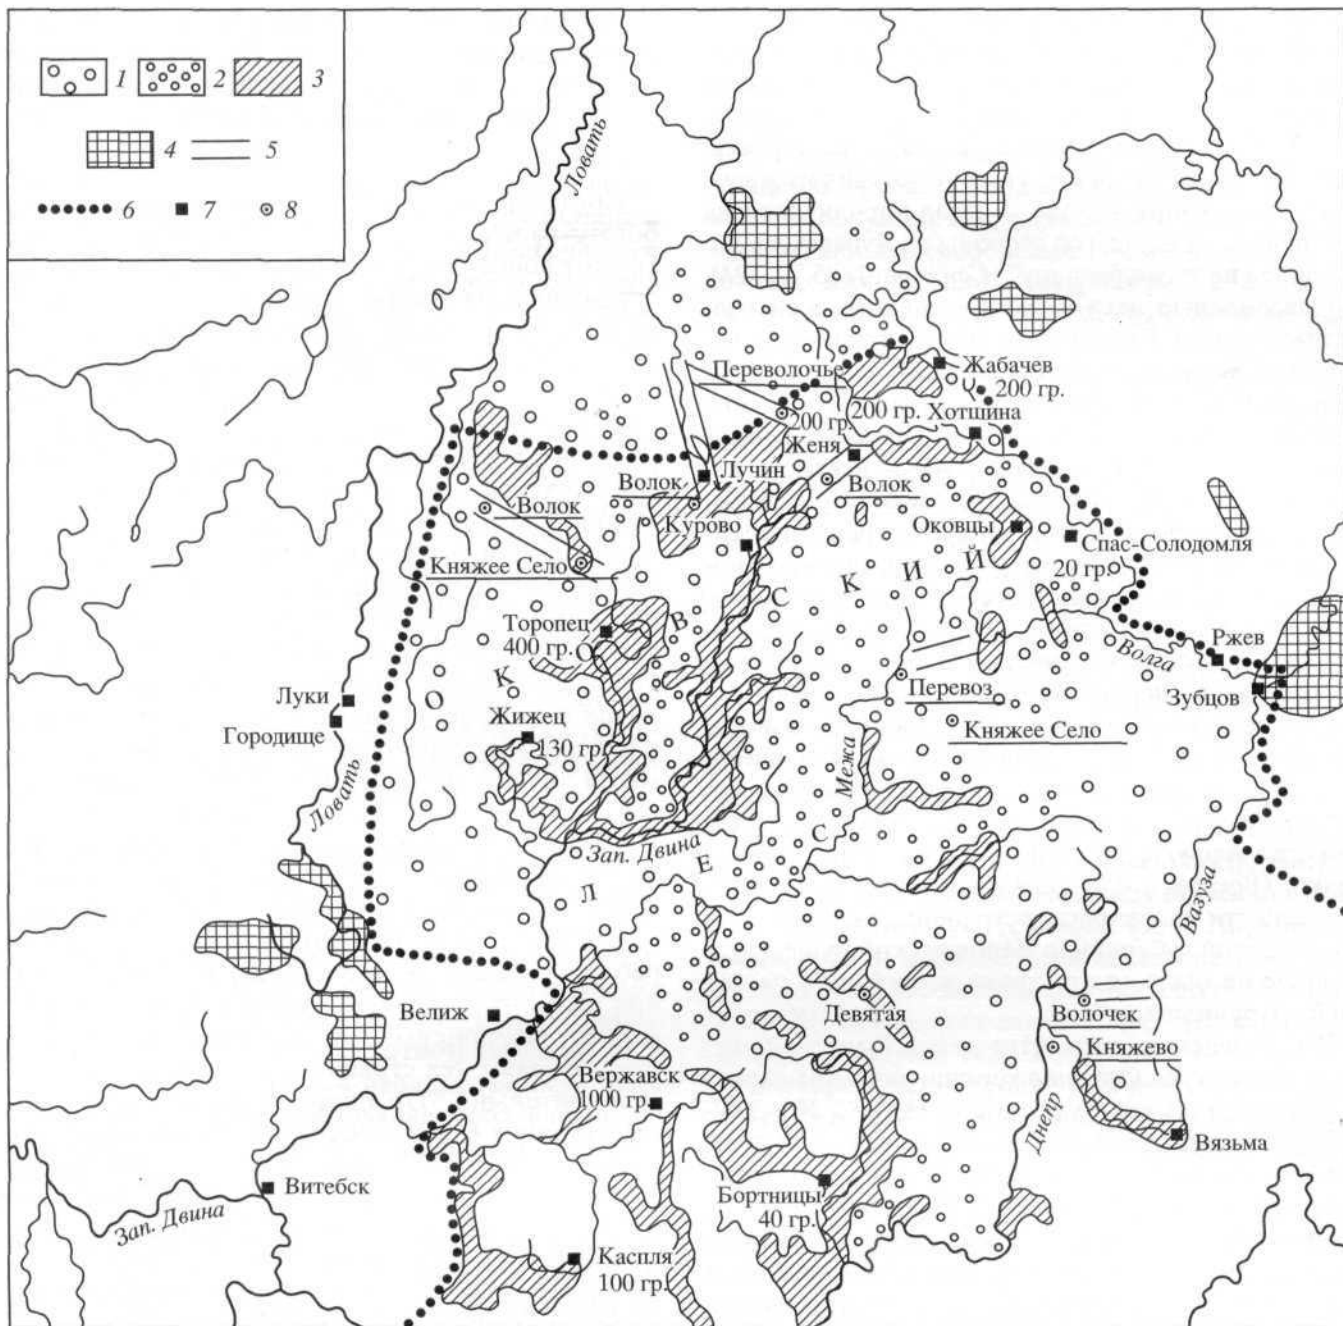 1 2 3
4 5
6 7 8
Ловать
Переволочье
Жабачев
200 гр.
200 гр.
200 гр.
Хотшина
Женя
Лучин
Волок
Волок
Волок
Курово
Оковцы
Спас-Солодомля
20 гр.
Княжее Село
Торопец
400 гр.
ОКОВСКИЙ
Ржев
Волга
Зубцов
Перевоз
Луки
Городище
Жижец
130 гр.
Княжее Село
Межа
Ловать
Зап. Двина
ЛЕС
Вазуза
Велиж
Девятая
Волочек
Княжево
Вержавск
1000 гр.
Днепр
Вязьма
Витебск
Бортницы
40 гр.
Зап. Двина
Каспля
100 гр.